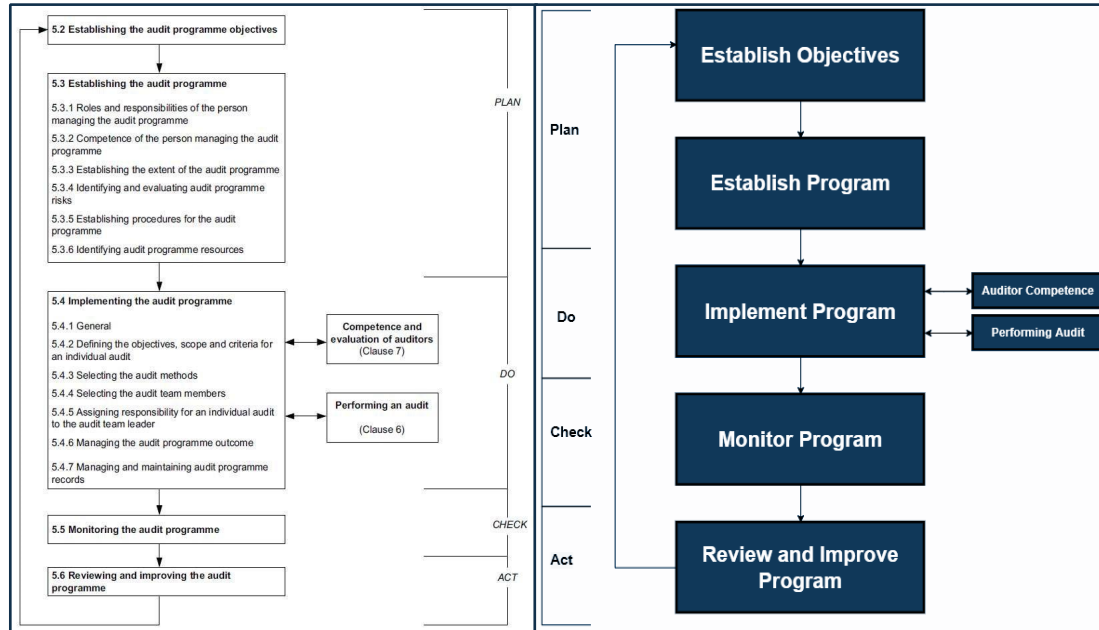 5.2 Establishing the audit programme objectives
5.3 Establishing the audit programme
5.3.1 Roles and responsibilities of the person
managing the audit programme
5.3.2 Competence of the person managing the audit
programme
5.3.3 Establishing the extent of the audit programme
5.3.4 Identifying and evaluating audit programme
risks
5.3.5 Establishing procedures for the audit
programme
5.3.6 Identifying audit programme resources
PLAN
5.4 Implementing the audit programme
5.4.1 General
5.4.2 Defining the objectives, scope and criteria for
an individual audit
5.4.3 Selecting the audit methods
5.4.4 Selecting the audit team members
5.4.5 Assigning responsibility for an individual audit
to the audit team leader
5.4.6 Managing the audit programme outcome
5.4.7 Managing and maintaining audit programme
records
Competence and
evaluation of auditors
(Clause 7)
Performing an audit
(Clause 6)
DO
5.5 Monitoring the audit programme
CHECK
5.6 Reviewing and improving the audit
programme
ACT
Plan
Establish Objectives
Establish Program
Do
Implement Program
Auditor Competence
Performing Audit
Check
Monitor Program
Act
Review and Improve
Program